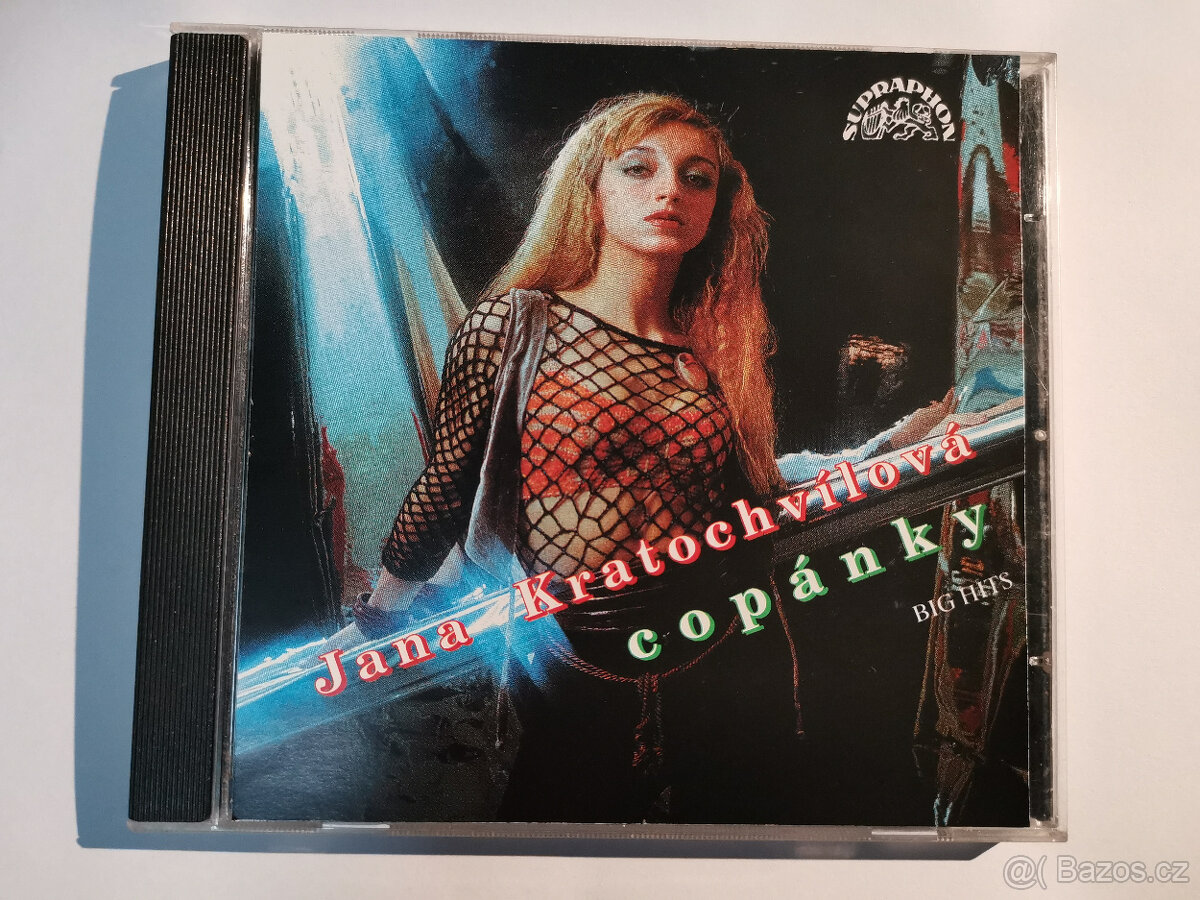 SUPRAPHON
Jana Kratochvílová
copánky
BIG HITS
@( Bazos.cz